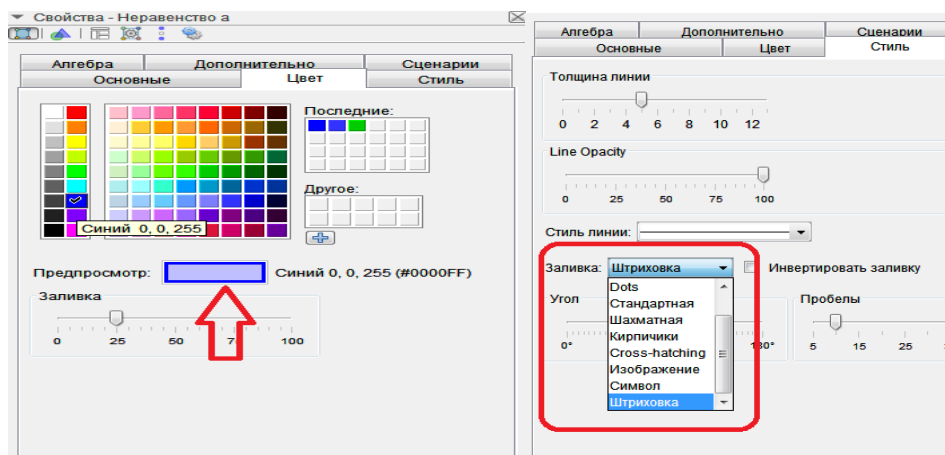 Свойства - Неравенство a
Алгебра Дополнительно Сценарии
Основные Цвет Стиль
Последние:
Другое:
Синий 0, 0, 255
Предпросмотр: Синий 0, 0, 255 (#0000FF)
Заливка
0 25 50 100
Алгебра Дополнительно Сценарии
Основные Цвет Стиль
Толщина линии
0 2 4 6 8 10 12
Line Opacity
0 25 50 75 100
Стиль линии:
Заливка: Штриховка Инвертировать заливку
Dots
Стандартная
Шахматная
Кирпичики
Cross-hatching
Изображение
Символ
Штриховка
Угол
0°
Пробелы
5 15 25